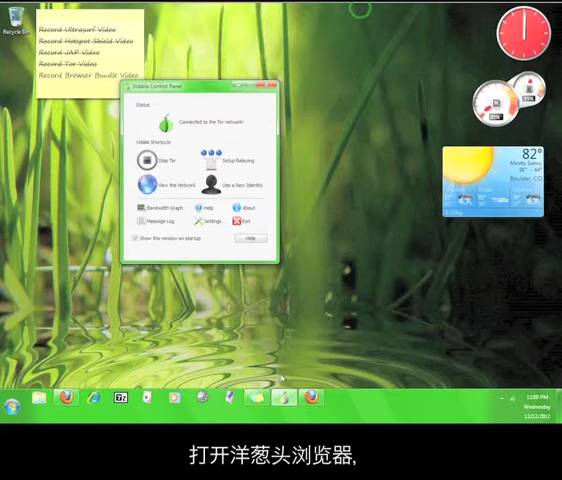 Recycle Bin
Record Ultrasurf Video
Record Hotspot Shield Video
Record JAP Video
Record Tor Video
Record Browser Bundle Video
Vidalia Control Panel
Status
Connected to the Tor network!
Vidalia Shortcuts
Stop Tor
Setup Relaying
View the Network
Use a New Identity
Bandwidth Graph
Help
About
Message Log
Settings
Exit
Show this window on startup
Hide
82°
Mostly Sunny
Boulder, CO
12:00 PM
Wednesday
12/12/2012
打开洋葱头浏览器,